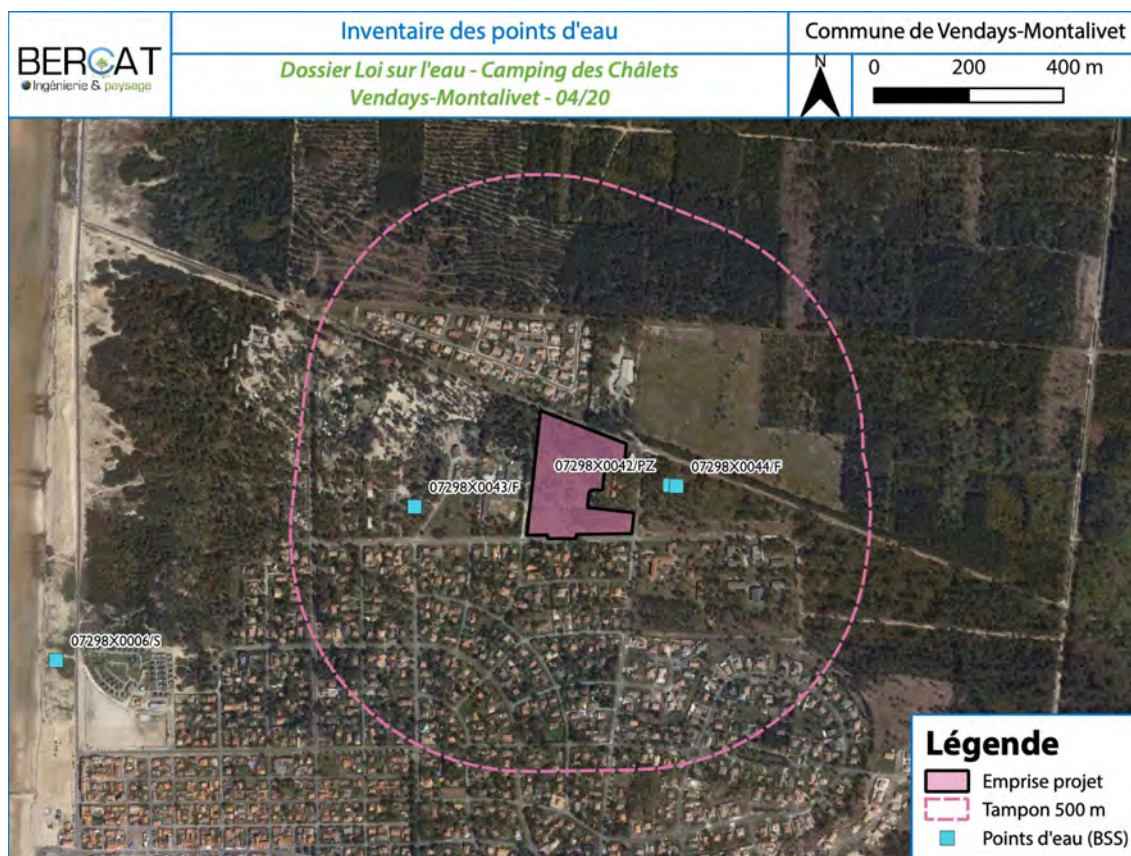 BERCAT
Ingénierie & paysage
Inventaire des points d'eau
Dossier Loi sur l'eau - Camping des Châlets
Vendays-Montalivet - 04/20
Commune de Vendays-Montalivet
N
0 200 400 m
07298X0042/PZ
07298X0044/F
07298X0043/F
07298X0006/S
Légende
Emprise projet
Tampon 500 m
Points d'eau (BSS)